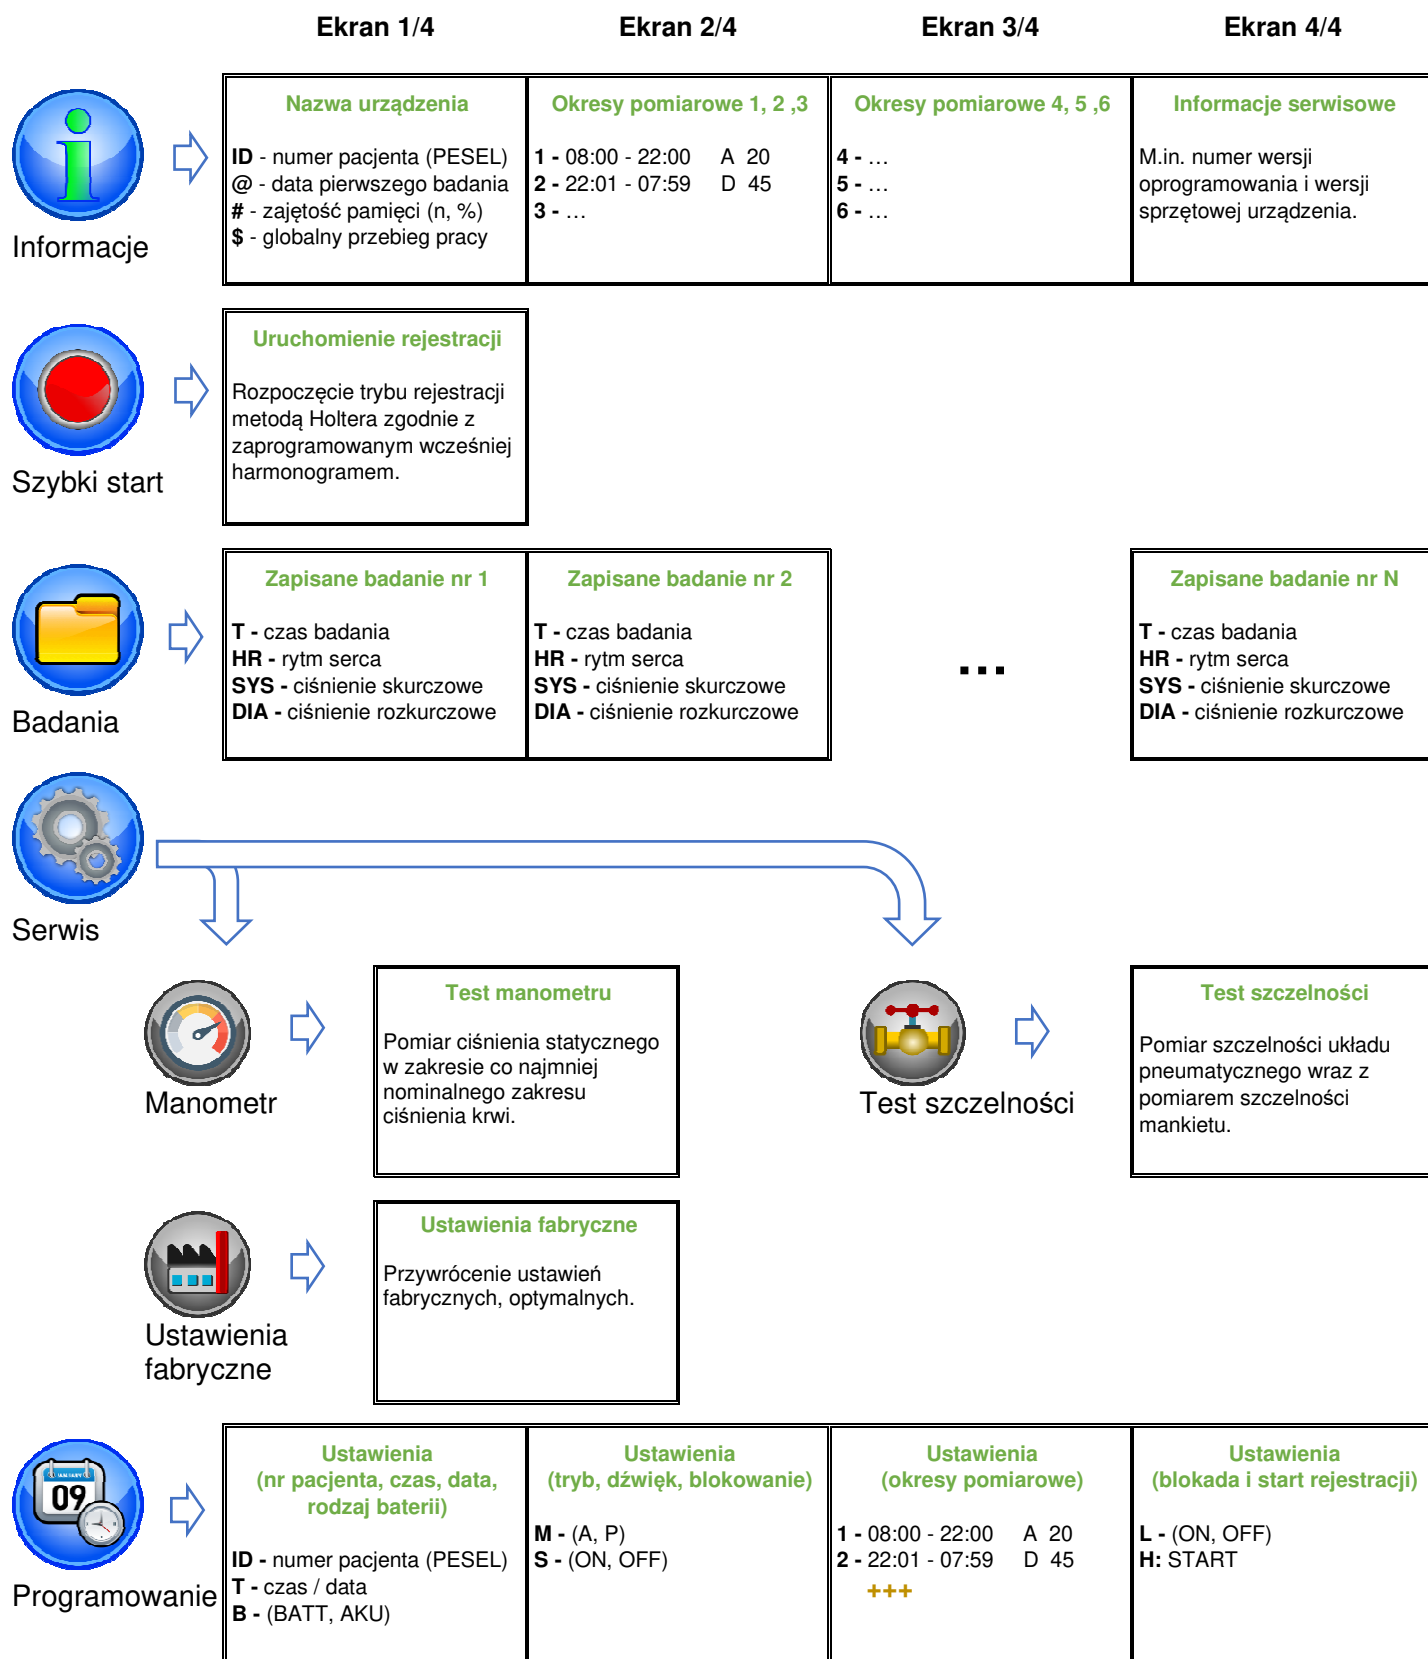 Ekran 1/4
Ekran 2/4
Ekran 3/4
Ekran 4/4
Informacje
Nazwa urządzenia
ID - numer pacjenta (PESEL)
@ - data pierwszego badania
# - zajętość pamięci (n, %)
$ - globalny przebieg pracy
Okresy pomiarowe 1, 2 ,3
1 - 08:00 - 22:00 A 20
2 - 22:01 - 07:59 D 45
3 - …
Okresy pomiarowe 4, 5 ,6
4 - …
5 - …
6 - …
Informacje serwisowe
M.in. numer wersji
oprogramowania i wersji
sprzętowej urządzenia.
Szybki start
Uruchomienie rejestracji
Rozpoczęcie trybu rejestracji
metodą Holtera zgodnie z
zaprogramowanym wcześniej
harmonogramem.
Badania
Zapisane badanie nr 1
T - czas badania
HR - rytm serca
SYS - ciśnienie skurczowe
DIA - ciśnienie rozkurczowe
Zapisane badanie nr 2
T - czas badania
HR - rytm serca
SYS - ciśnienie skurczowe
DIA - ciśnienie rozkurczowe
…
Zapisane badanie nr N
T - czas badania
HR - rytm serca
SYS - ciśnienie skurczowe
DIA - ciśnienie rozkurczowe
Serwis
Manometr
Test manometru
Pomiar ciśnienia statycznego
w zakresie co najmniej
nominalnego zakresu
ciśnienia krwi.
Test szczelności
Test szczelności
Pomiar szczelności układu
pneumatycznego wraz z
pomiarem szczelności
mankietu.
Ustawienia
fabryczne
Ustawienia fabryczne
Przywrócenie ustawień
fabrycznych, optymalnych.
JANUARY
09
Programowanie
Ustawienia
(nr pacjenta, czas, data,
rodzaj baterii)
ID - numer pacjenta (PESEL)
T - czas / data
B - (BATT, AKU)
Ustawienia
(tryb, dźwięk, blokowanie)
M - (A, P)
S - (ON, OFF)
Ustawienia
(okresy pomiarowe)
1 - 08:00 - 22:00 A 20
2 - 22:01 - 07:59 D 45
+++
Ustawienia
(blokada i start rejestracji)
L - (ON, OFF)
H: START